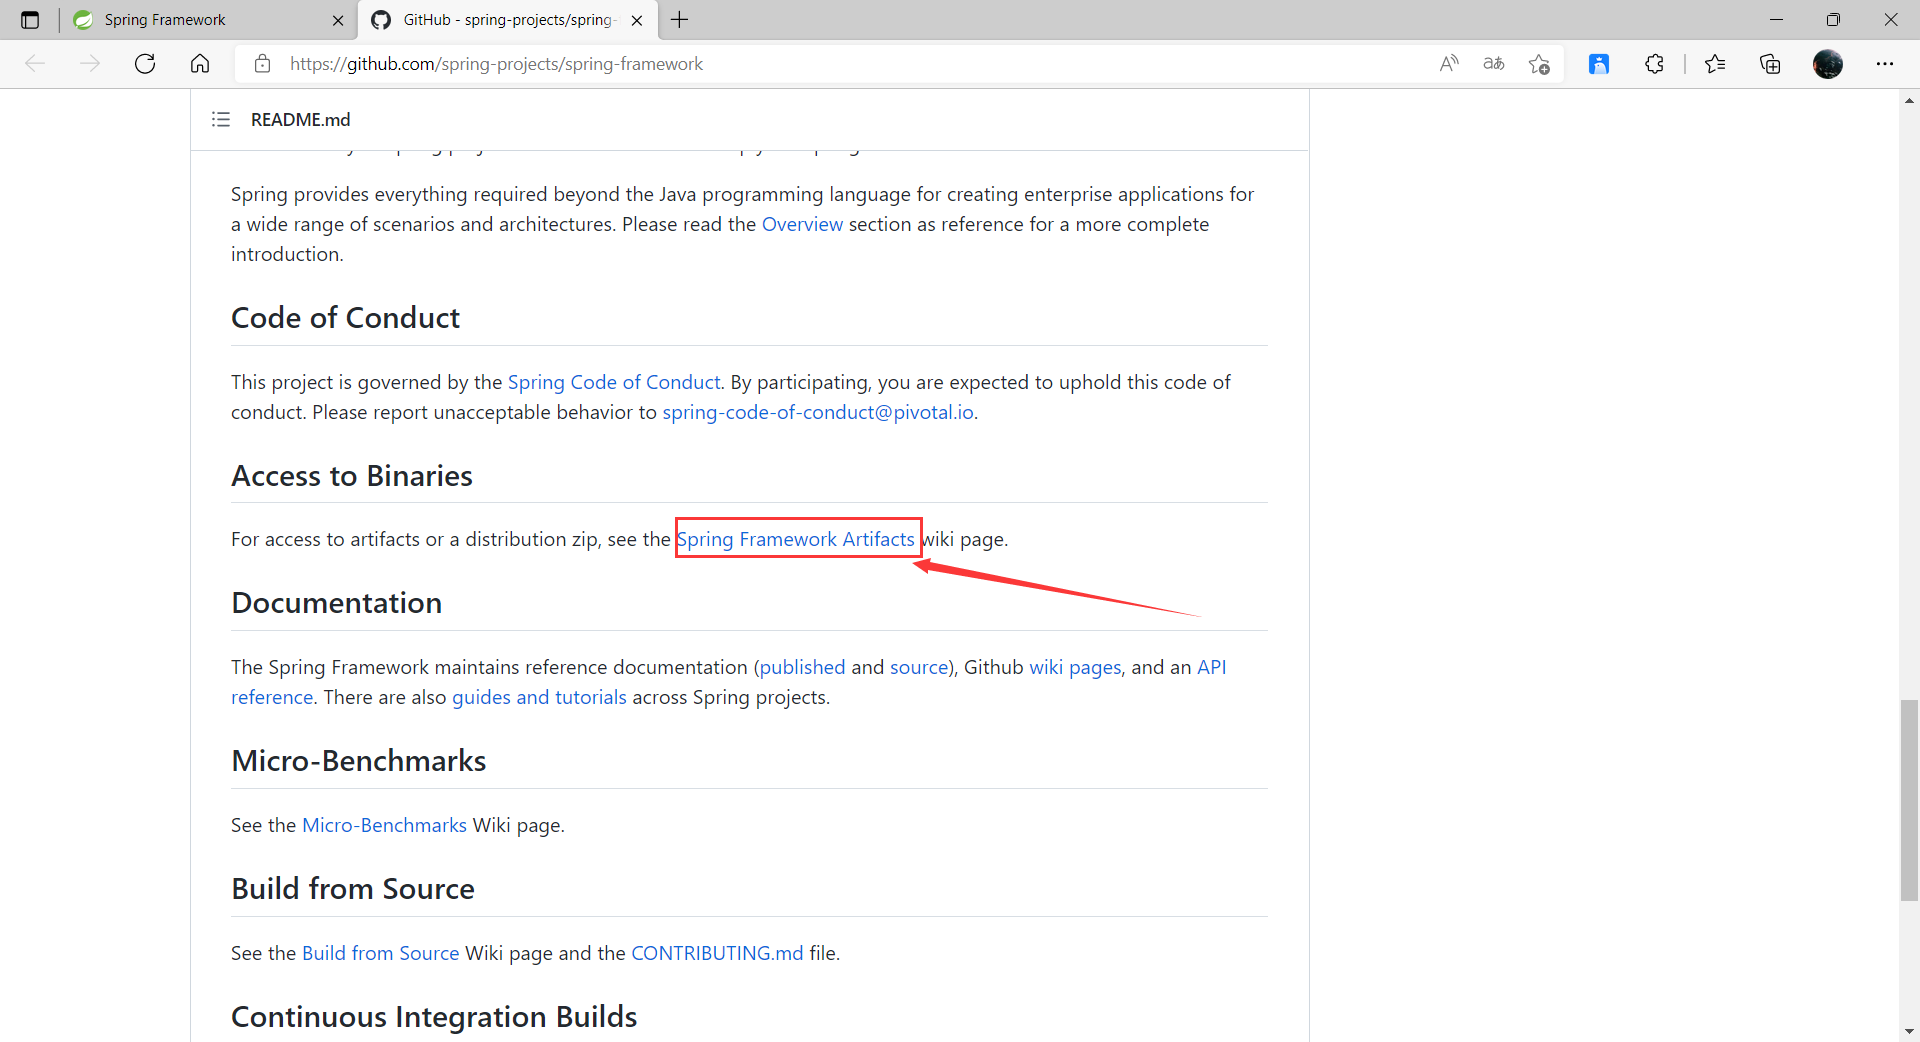 Spring Framework
GitHub - spring-projects/spring-
https://github.com/spring-projects/spring-framework
README.md
Spring provides everything required beyond the Java programming language for creating enterprise applications for
a wide range of scenarios and architectures. Please read the Overview section as reference for a more complete
introduction.
Code of Conduct
This project is governed by the Spring Code of Conduct. By participating, you are expected to uphold this code of
conduct. Please report unacceptable behavior to spring-code-of-conduct@pivotal.io.
Access to Binaries
For access to artifacts or a distribution zip, see the Spring Framework Artifacts wiki page.
Documentation
The Spring Framework maintains reference documentation (published and source), Github wiki pages, and an API
reference. There are also guides and tutorials across Spring projects.
Micro-Benchmarks
See the Micro-Benchmarks Wiki page.
Build from Source
See the Build from Source Wiki page and the CONTRIBUTING.md file.
Continuous Integration Builds